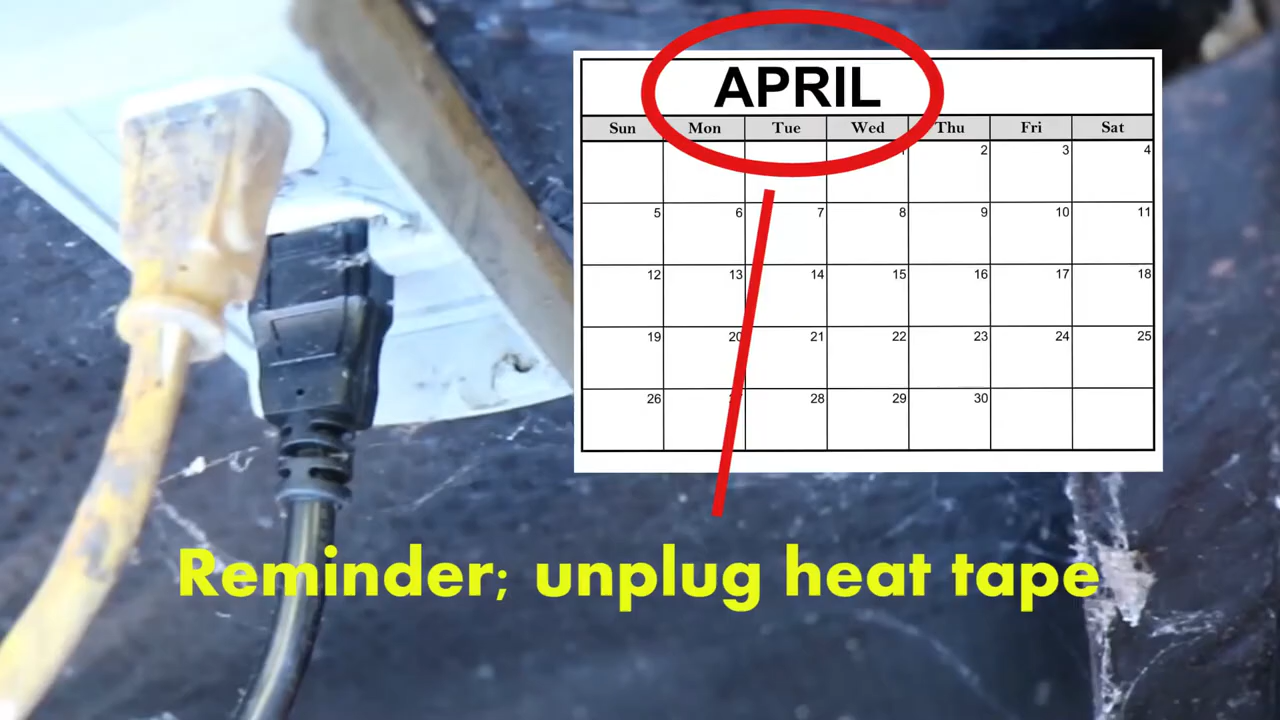 APRIL
Sun Mon Tue Wed Thu Fri Sat
1 2 3 4
5 6 7 8 9 10 11
12 13 14 15 16 17 18
19 20 21 22 23 24 25
26 27 28 29 30
Reminder; unplug heat tape